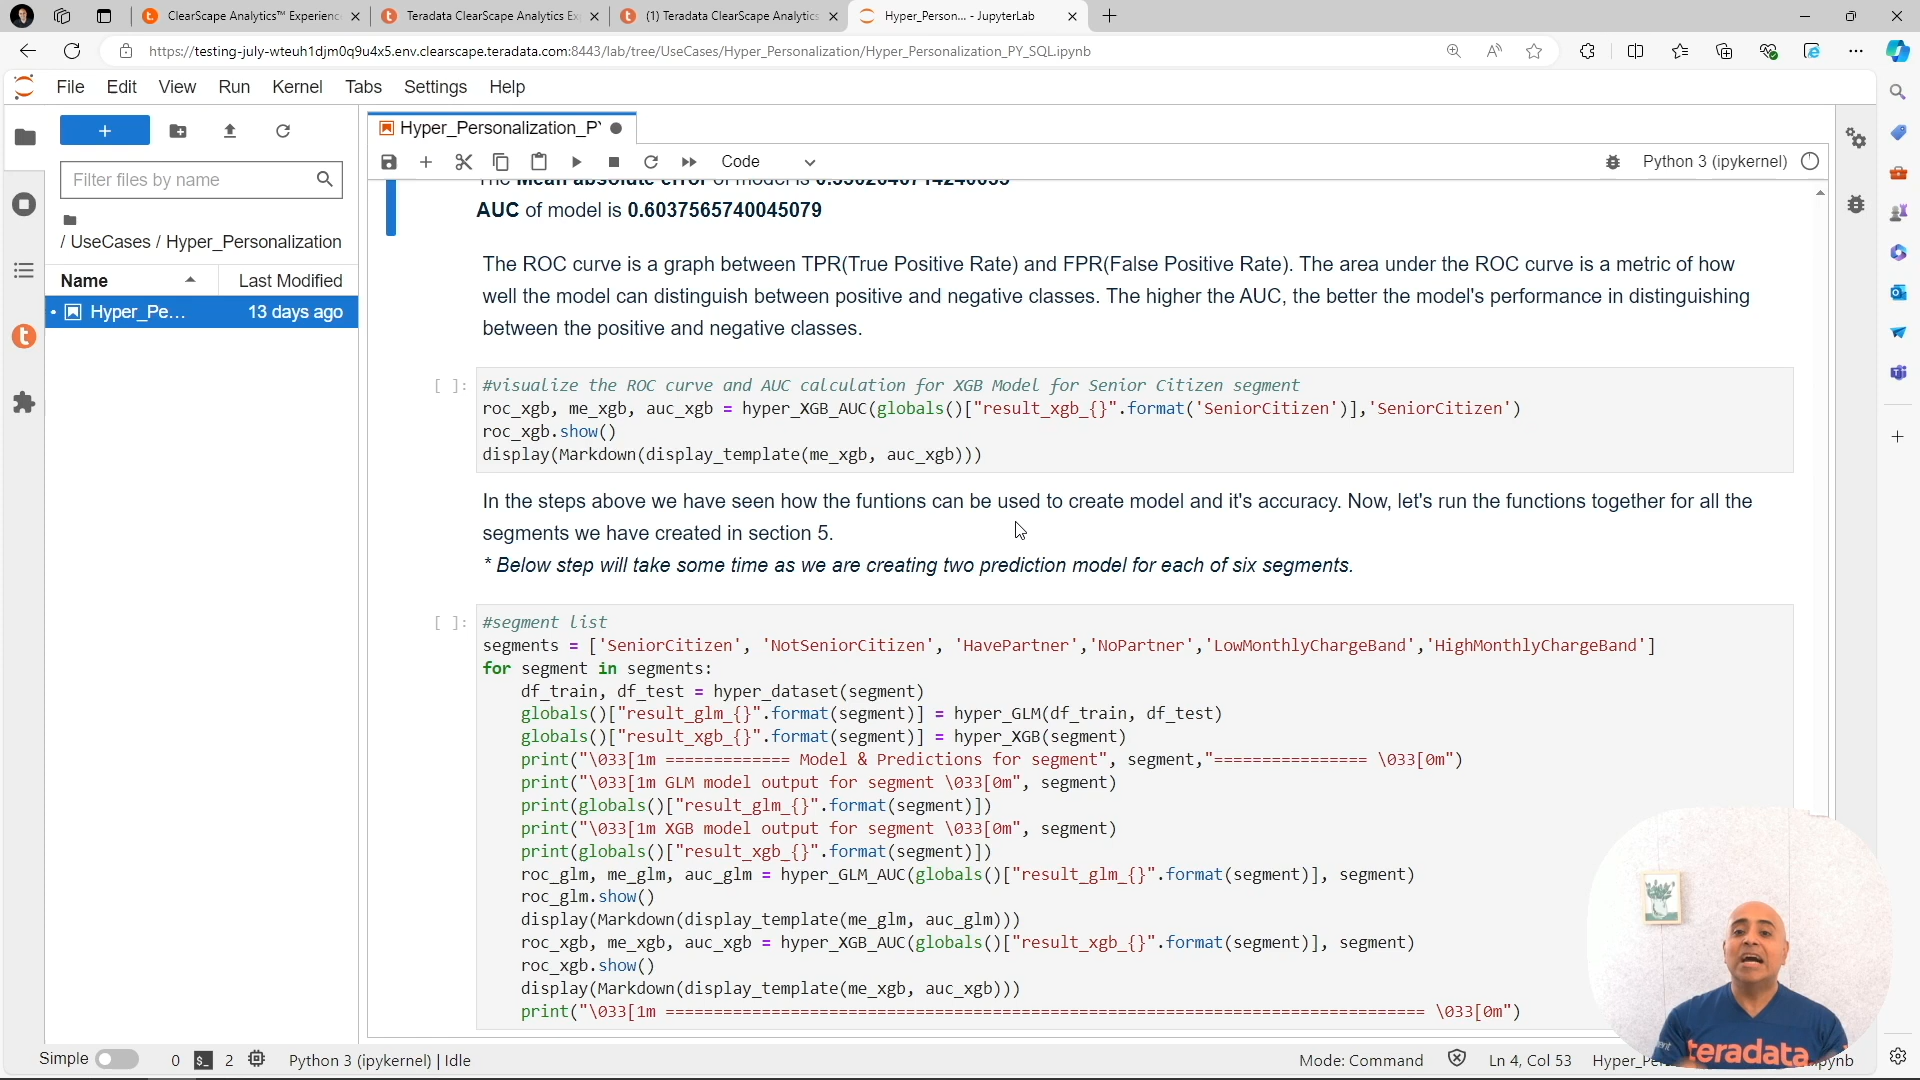 ClearScape Analytics™ Experience
Teradata ClearScape Analytics Ex
(1) Teradata ClearScape Analytics
Hyper_Person... - JupyterLab
https://testing-july-wteuh1djm0q9u4x5.env.clearscape.teradata.com:8443/lab/tree/UseCases/Hyper_Personalization/Hyper_Personalization_PY_SQL.ipynb
File Edit View Run Kernel Tabs Settings Help
Hyper_Personalization_P
Code
Python 3 (ipykernel)
Filter files by name
/ UseCases / Hyper_Personalization
Name Last Modified
Hyper_Pe... 13 days ago
AUC of model is 0.6037565740045079
The ROC curve is a graph between TPR(True Positive Rate) and FPR(False Positive Rate). The area under the ROC curve is a metric of how
well the model can distinguish between positive and negative classes. The higher the AUC, the better the model's performance in distinguishing
between the positive and negative classes.
[ ]: #visualize the ROC curve and AUC calculation for XGB Model for Senior Citizen segment
roc_xgb, me_xgb, auc_xgb = hyper_XGB_AUC(globals()["result_xgb_{}".format('SeniorCitizen')],'SeniorCitizen')
roc_xgb.show()
display(Markdown(display_template(me_xgb, auc_xgb)))
In the steps above we have seen how the funtions can be used to create model and it's accuracy. Now, let's run the functions together for all the
segments we have created in section 5.
* Below step will take some time as we are creating two prediction model for each of six segments.
[ ]: #segment list
segments = ['SeniorCitizen', 'NotSeniorCitizen', 'HavePartner','NoPartner','LowMonthlyChargeBand','HighMonthlyChargeBand']
for segment in segments:
df_train, df_test = hyper_dataset(segment)
globals()["result_glm_{}".format(segment)] = hyper_GLM(df_train, df_test)
globals()["result_xgb_{}".format(segment)] = hyper_XGB(segment)
print("\033[1m ============= Model & Predictions for segment", segment,"================ \033[0m")
print("\033[1m GLM model output for segment \033[0m", segment)
print(globals()["result_glm_{}".format(segment)])
print("\033[1m XGB model output for segment \033[0m", segment)
print(globals()["result_xgb_{}".format(segment)])
roc_glm, me_glm, auc_glm = hyper_GLM_AUC(globals()["result_glm_{}".format(segment)], segment)
roc_glm.show()
display(Markdown(display_template(me_glm, auc_glm)))
roc_xgb, me_xgb, auc_xgb = hyper_XGB_AUC(globals()["result_xgb_{}".format(segment)], segment)
roc_xgb.show()
display(Markdown(display_template(me_xgb, auc_xgb)))
print("\033[1m =============================================================================== \033[0m")
teradata.
Simple 0 2 Python 3 (ipykernel) | Idle Mode: Command Ln 4, Col 53